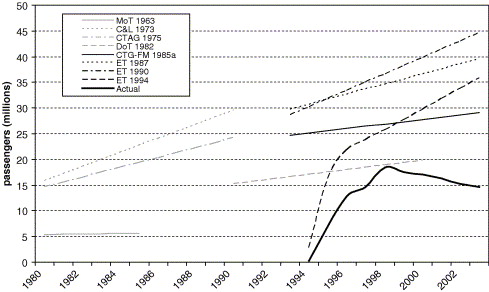 50
45
40
35
30
25
20
15
10
5
0
passengers (millions)
MoT 1963
C&L 1973
CTAG 1975
DoT 1982
CTG-FM 1985a
ET 1987
ET 1990
ET 1994
Actual
1980
1982
1984
1986
1988
1990
1992
1994
1996
1998
2000
2002